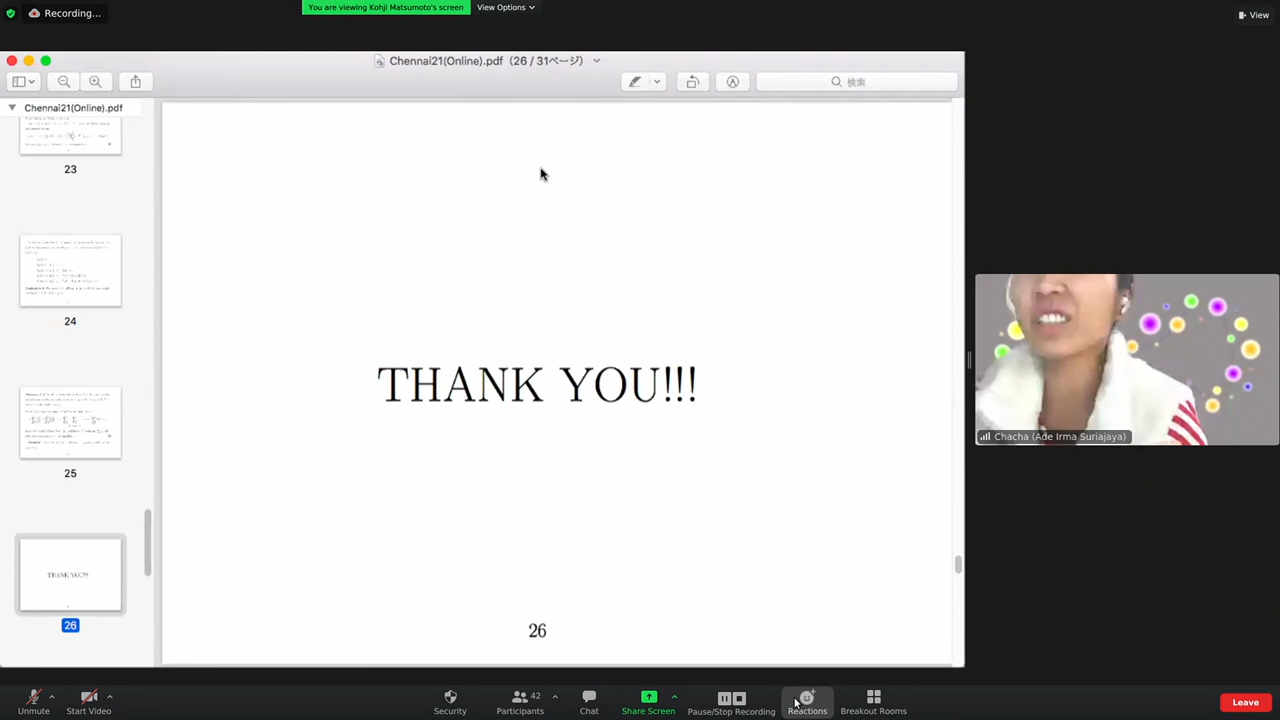 Recording...
You are viewing Kohji Matsumoto's screen
View Options
View
Chennai21(Online).pdf（26 / 31ページ）
検索
Chennai21(Online).pdf
23
24
25
THANK YOU!!!
26
THANK YOU!!!
26
Chacha (Ade Irma Suriajaya)
Unmute
Start Video
Security
Participants
42
Chat
Share Screen
Pause/Stop Recording
Reactions
Breakout Rooms
Leave